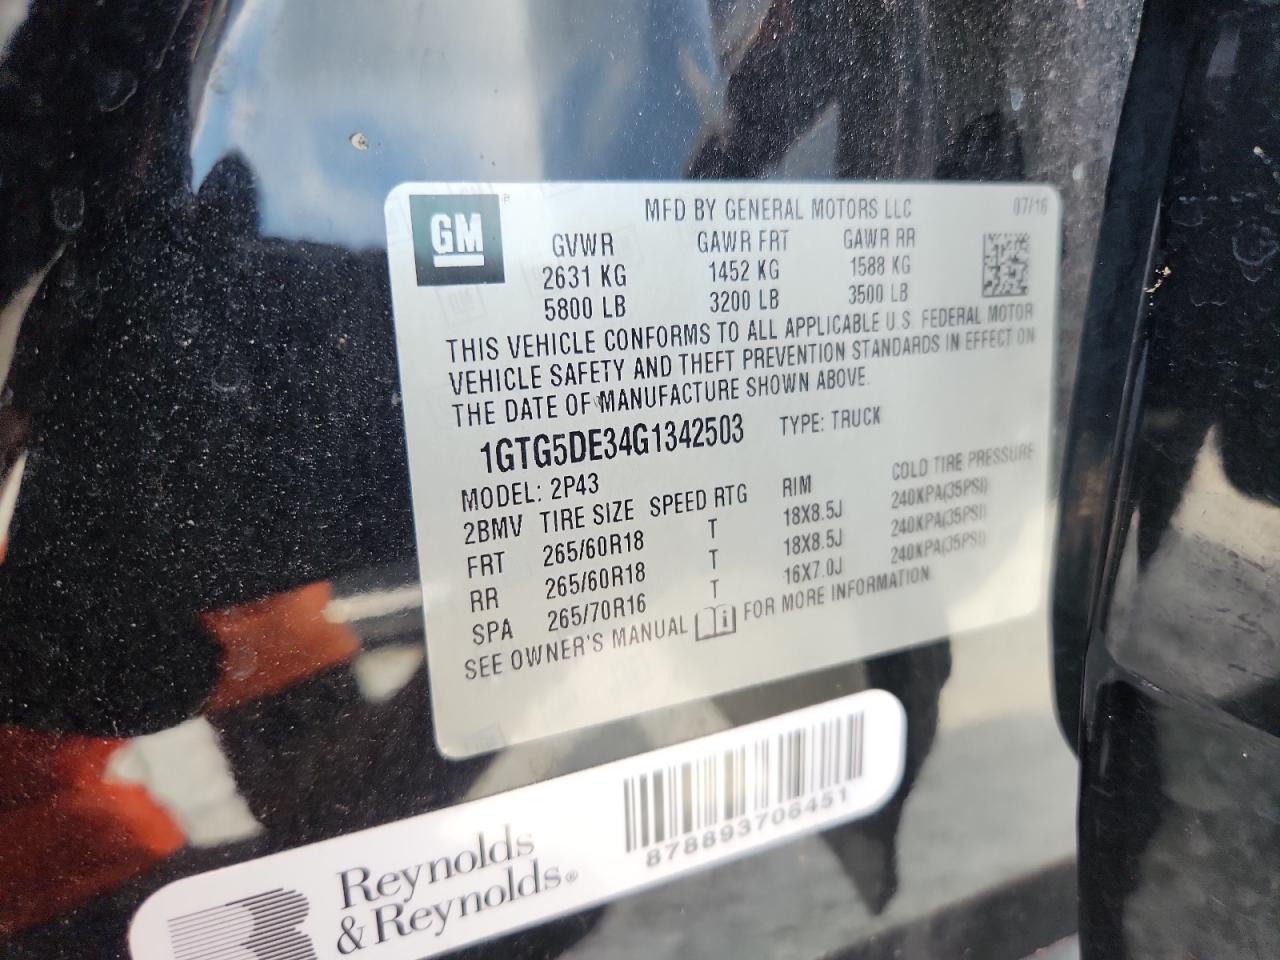 GM
MFD BY GENERAL MOTORS LLC 07/16
GVWR GAWR FRT GAWR RR
2631 KG 1452 KG 1588 KG
5800 LB 3200 LB 3500 LB
THIS VEHICLE CONFORMS TO ALL APPLICABLE U.S. FEDERAL MOTOR
VEHICLE SAFETY AND THEFT PREVENTION STANDARDS IN EFFECT ON
THE DATE OF MANUFACTURE SHOWN ABOVE.
1GTG5DE34G1342503 TYPE: TRUCK
MODEL: 2P43
2BMV TIRE SIZE SPEED RTG RIM COLD TIRE PRESSURE
FRT 265/60R18 T 18X8.5J 240KPA(35PSI)
RR 265/60R18 T 18X8.5J 240KPA(35PSI)
SPA 265/70R16 T 16X7.0J 240KPA(35PSI)
SEE OWNER'S MANUAL FOR MORE INFORMATION.
Reynolds
& Reynolds®
878893706451